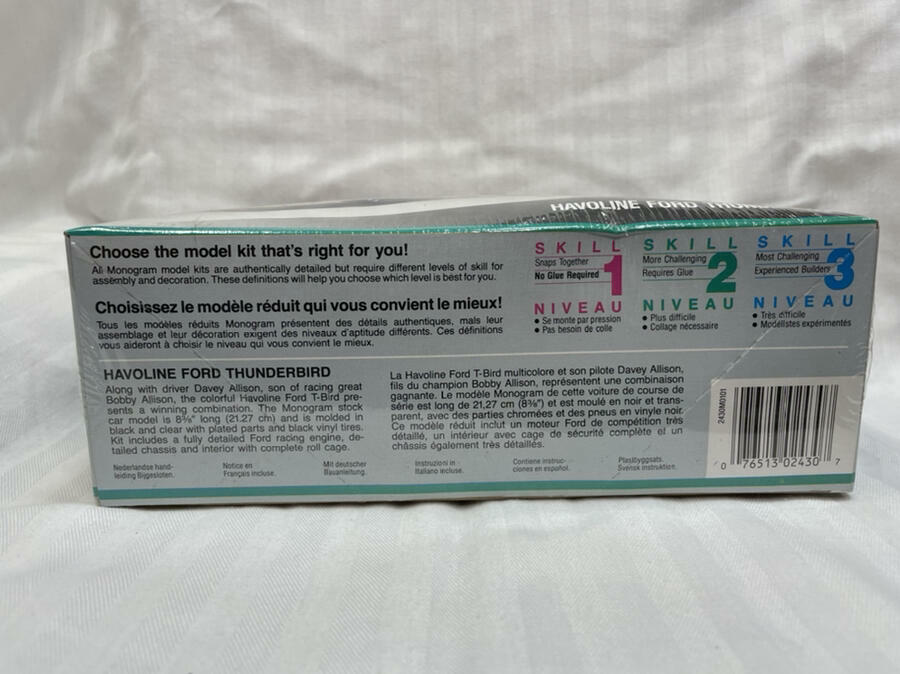 HAVOLINE FORD
Choose the model kit that's right for you!
All Monogram model kits are authentically detailed but require different levels of skill for
assembly and decoration. These definitions will help you choose which level is best for you.
Choisissez le modèle réduit qui vous convient le mieux!
Tous les modèles réduits Monogram présentent des détails authentiques, mais leur
assemblage et leur décoration exigent des niveaux d'aptitude différents. Ces définitions
vous aideront à choisir le niveau qui vous convient le mieux.
SKILL
Snaps Together
No Glue Required
1
NIVEAU
• Se monte par pression
• Pas besoin de colle
SKILL
More Challenging
Requires Glue
2
NIVEAU
• Plus difficile
• Collage nécessaire
SKILL
Most Challenging
Experienced Builders
3
NIVEAU
• Très difficile
• Modélistes expérimentés
HAVOLINE FORD THUNDERBIRD
Along with driver Davey Allison, son of racing great
Bobby Allison, the colorful Havoline Ford T-Bird pre-
sents a winning combination. The Monogram stock
car model is 8⅜" long (21.27 cm) and is molded in
black and clear with plated parts and black vinyl tires.
Kit includes a fully detailed Ford racing engine, de-
tailed chassis and interior with complete roll cage.
La Havoline Ford T-Bird multicolore et son pilote Davey Allison,
fils du champion Bobby Allison, représentent une combinaison
gagnante. Le modèle Monogram de cette voiture de course de
série est long de 21,27 cm (8⅜") et est moulé en noir et trans-
parent, avec des parties chromées et des pneus en vinyle noir.
Ce modèle réduit inclut un moteur Ford de compétition très
détaillé, un intérieur avec cage de sécurité complète et un
châssis également très détaillés.
Nederlandse hand-
leiding Bijgesloten.
Notice en
Français incluse.
Mit deutscher
Bauanleitung.
Instruzioni in
Italiano incluse.
Contiene instruc-
ciones en español.
Plastbyggsats.
Svensk instruktion.
2430M0101
0 76513 02430 7